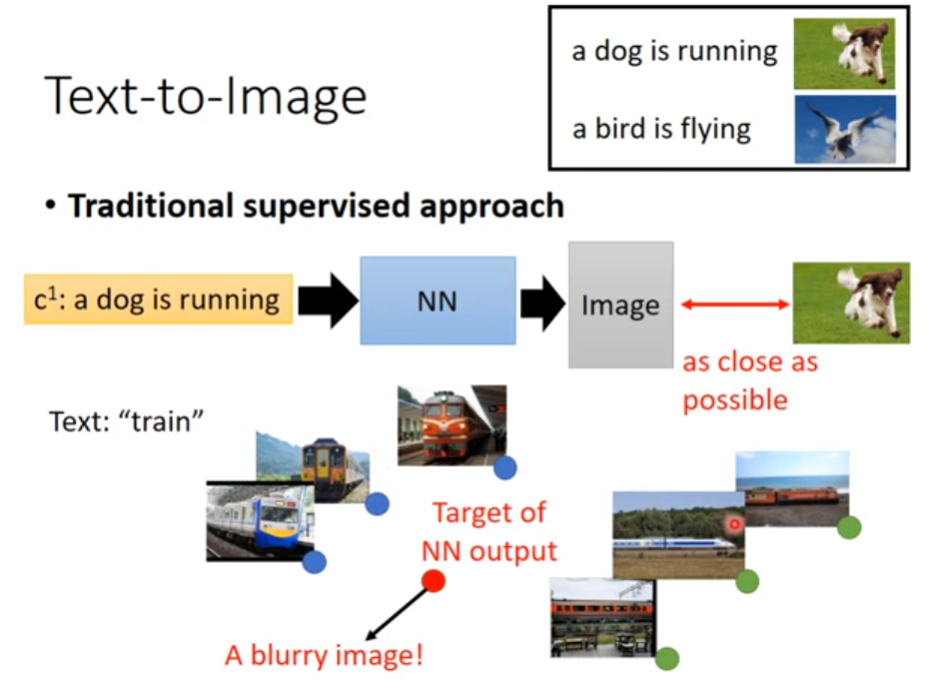 Text-to-Image
a dog is running
a bird is flying
• Traditional supervised approach
c¹: a dog is running
NN
Image
as close as
possible
Text: “train”
Target of
NN output
A blurry image!